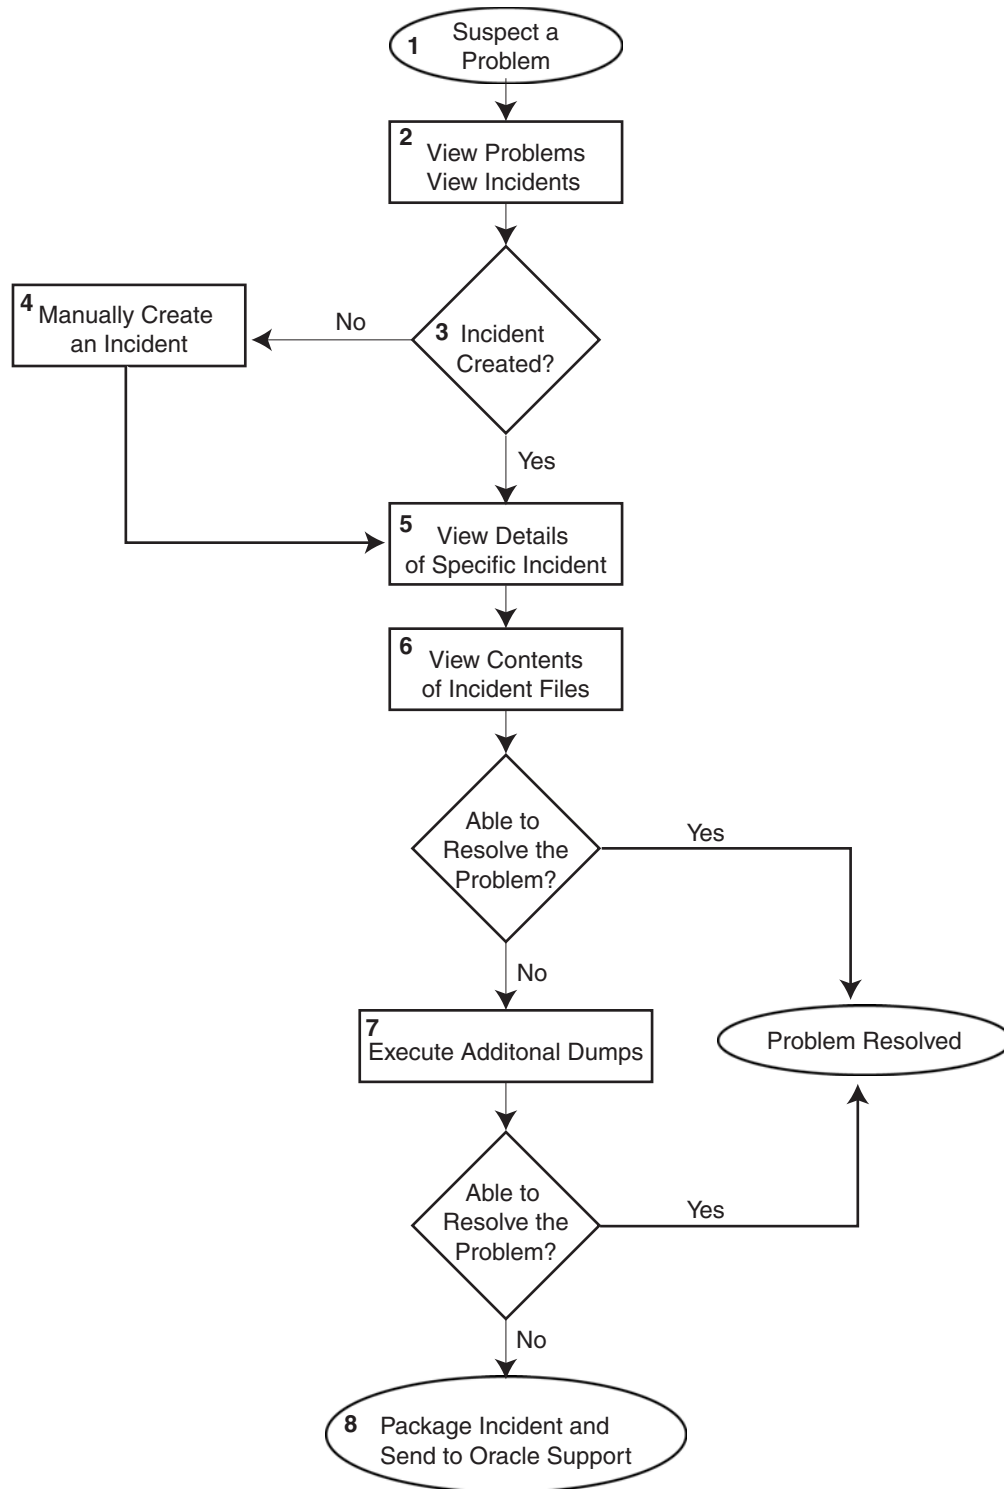 1 Suspect a
Problem
2
View Problems
View Incidents
4
Manually Create
an Incident
No
3 Incident
Created?
Yes
5
View Details
of Specific Incident
6
View Contents
of Incident Files
Able to
Resolve the
Problem?
Yes
No
7
Execute Additonal Dumps
Problem Resolved
Able to
Resolve the
Problem?
Yes
No
8 Package Incident and
Send to Oracle Support